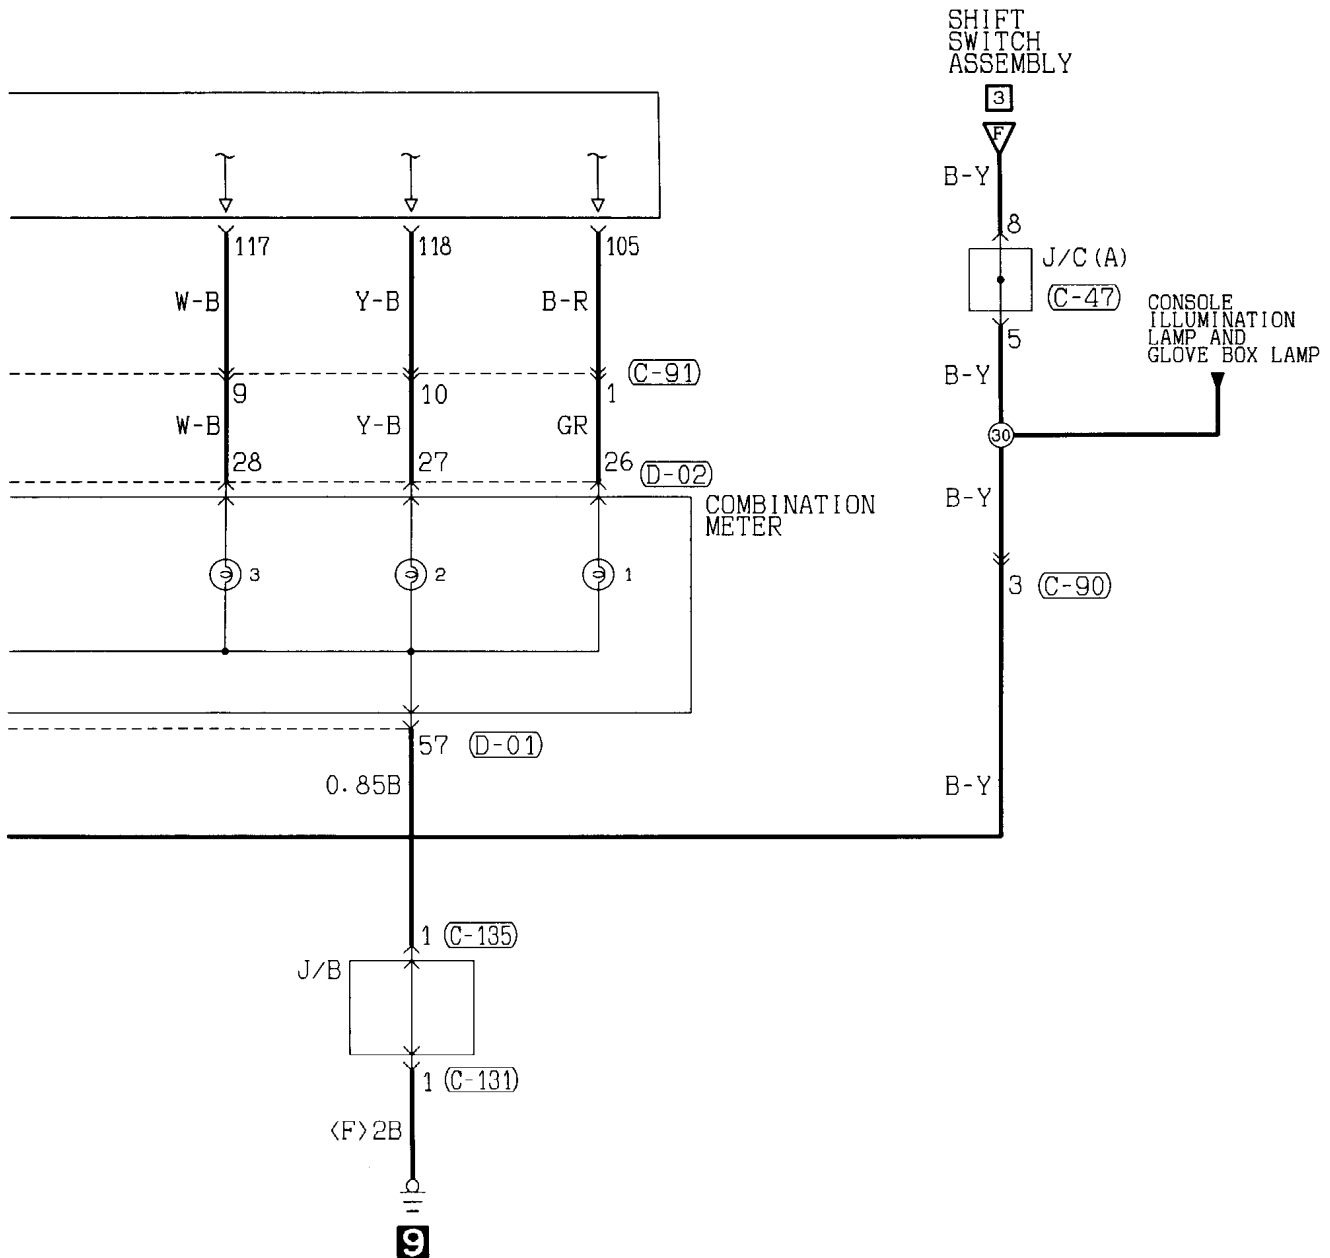 SHIFT
SWITCH
ASSEMBLY
3
F
B-Y
8
J/C (A)
C-47
5
B-Y
CONSOLE
ILLUMINATION
LAMP AND
GLOVE BOX LAMP
30
B-Y
3 C-90
B-Y
117 118 105
W-B Y-B B-R
C-91
9 10 1
W-B Y-B GR
28 27 26 D-02
COMBINATION
METER
3 2 1
57 D-01
0.85B
1 C-135
J/B
1 C-131
<F>2B
9